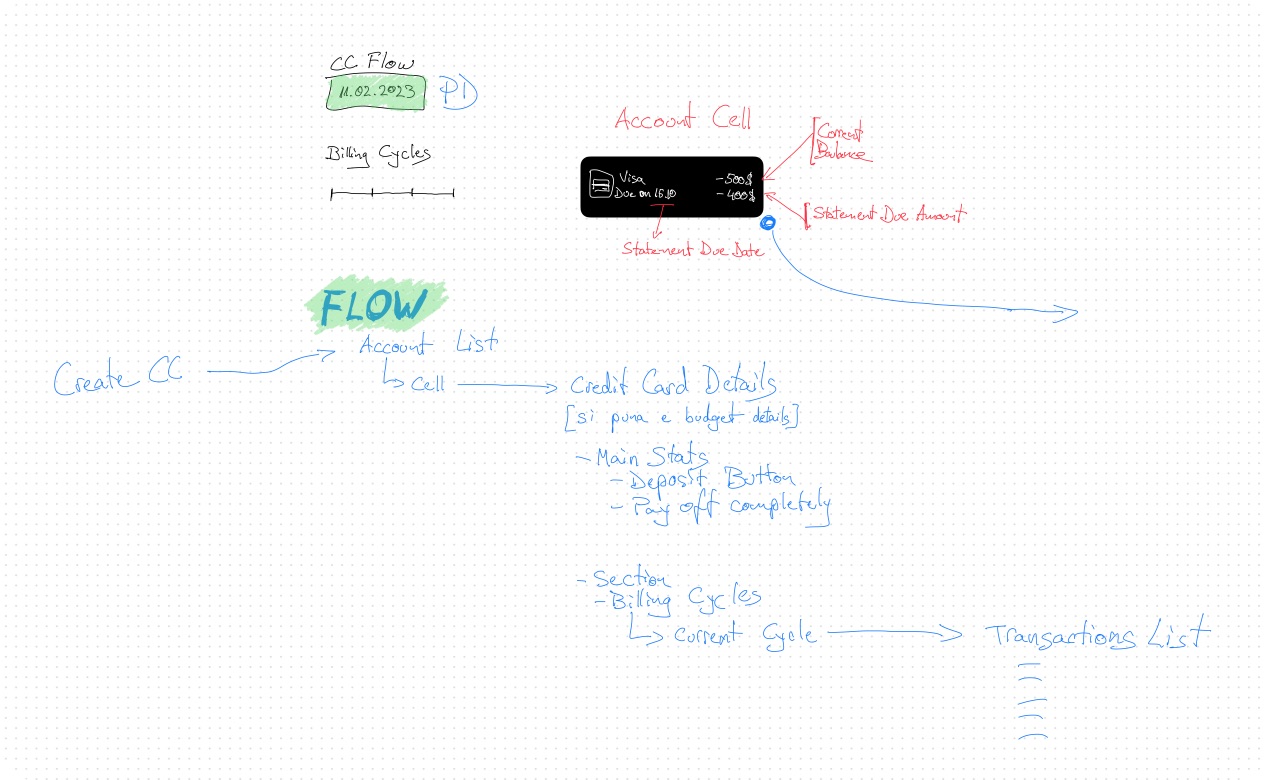 CC Flow
11.02.2023
PD
Billing Cycles
Account Cell
Current
Balance
Visa
-500$
Due on 15.10
-400$
Statement Due Amount
Statement Due Date
FLOW
Account List
Create CC
Cell
Credit Card Details
[si puna e budget details]
- Main Stats
- Deposit Button
- Pay off completely
- Section
- Billing Cycles
Current Cycle
Transactions List